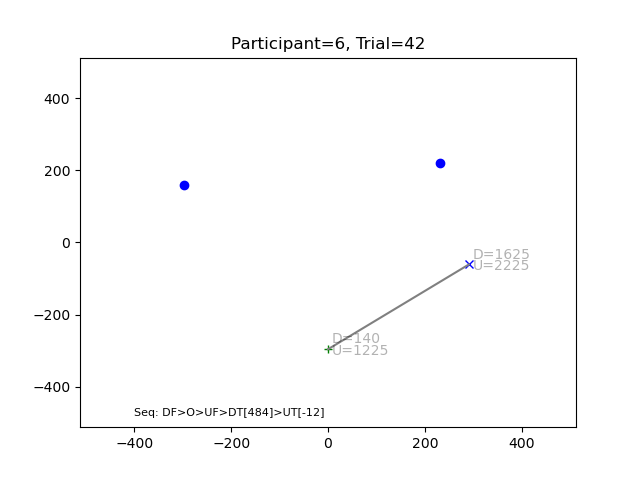 Participant=6, Trial=42
400
200
0
−200
−400
D=1625
U=2225
D=140
U=1225
Seq: DF>O>UF>DT[484]>UT[-12]
−400 −200 0 200 400